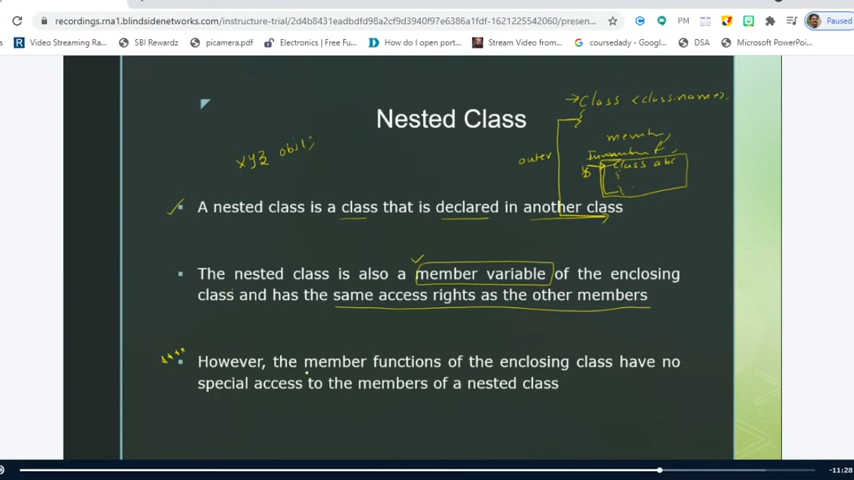 recordings.rna1.blindsidenetworks.com/instructure-trial/2d4b8431eadbdfd98a2cf9d3940f97e6386a1fdf-1621225542060/presen...
PM
Paused
Video Streaming Ra...
SBI Rewardz
picamera.pdf
Electronics | Free Fu...
How do I open port...
Stream Video from...
coursedady - Googl...
DSA
Microsoft PowerPoi...
Nested Class
Class <class.name>
xyz obj1;
outer
class abc
A nested class is a class that is declared in another class
The nested class is also a member variable of the enclosing
class and has the same access rights as the other members
However, the member functions of the enclosing class have no
special access to the members of a nested class
-11:28